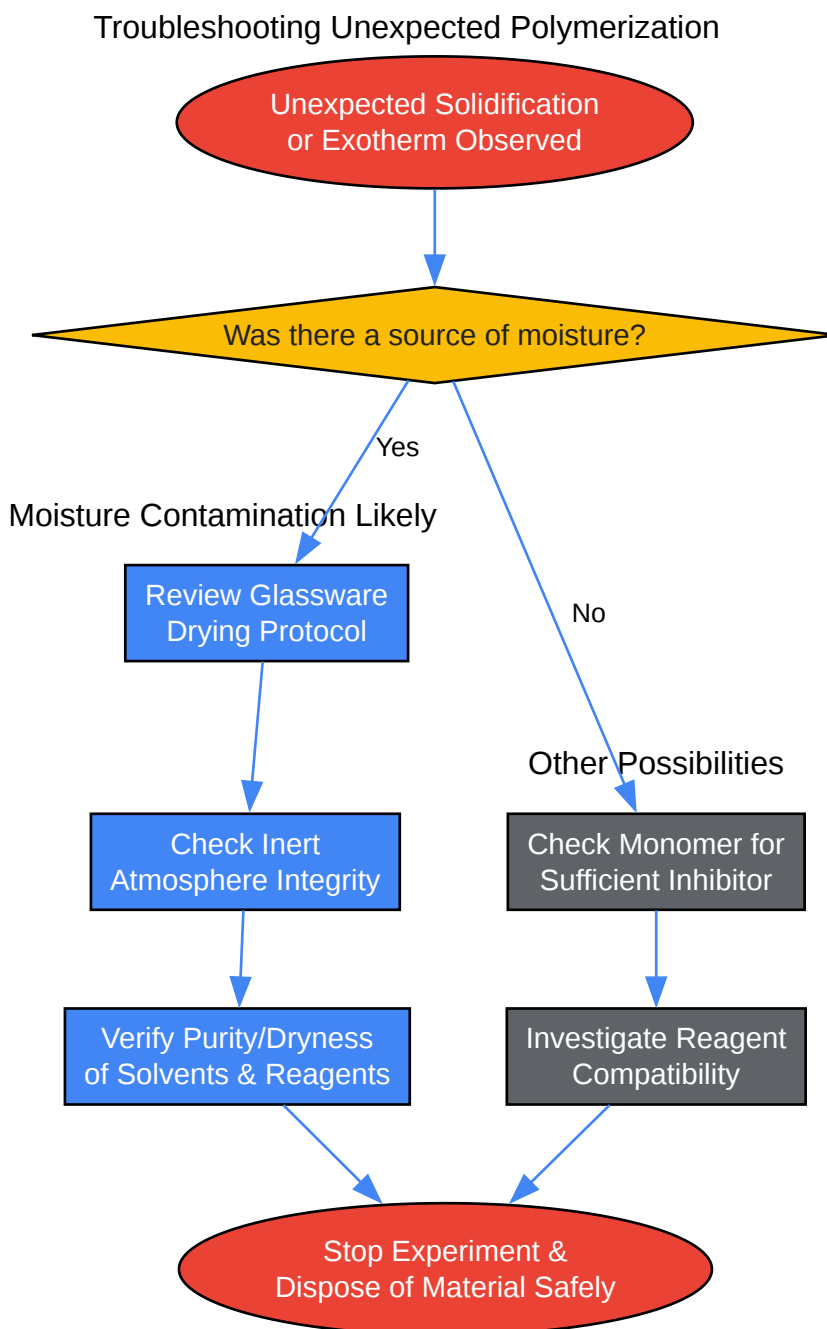 Troubleshooting Unexpected Polymerization
Unexpected Solidification
or Exotherm Observed
Was there a source of moisture?
Yes
Moisture Contamination Likely
Review Glassware
Drying Protocol
No
Other Possibilities
Check Inert
Atmosphere Integrity
Check Monomer for
Sufficient Inhibitor
Verify Purity/Dryness
of Solvents & Reagents
Investigate Reagent
Compatibility
Stop Experiment &
Dispose of Material Safely